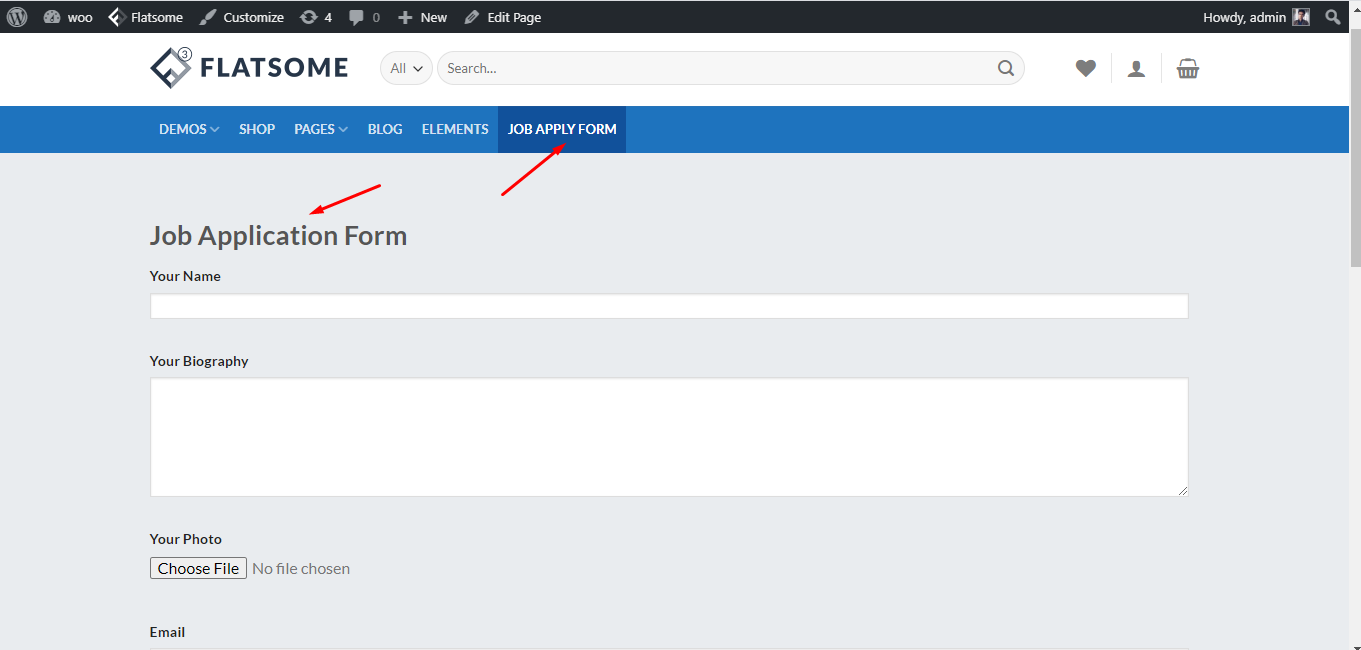 woo Flatsome Customize 4 0 New Edit Page Howdy, admin
3 FLATSOME All Search...
DEMOS SHOP PAGES BLOG ELEMENTS JOB APPLY FORM
Job Application Form
Your Name
Your Biography
Your Photo
Choose File No file chosen
Email